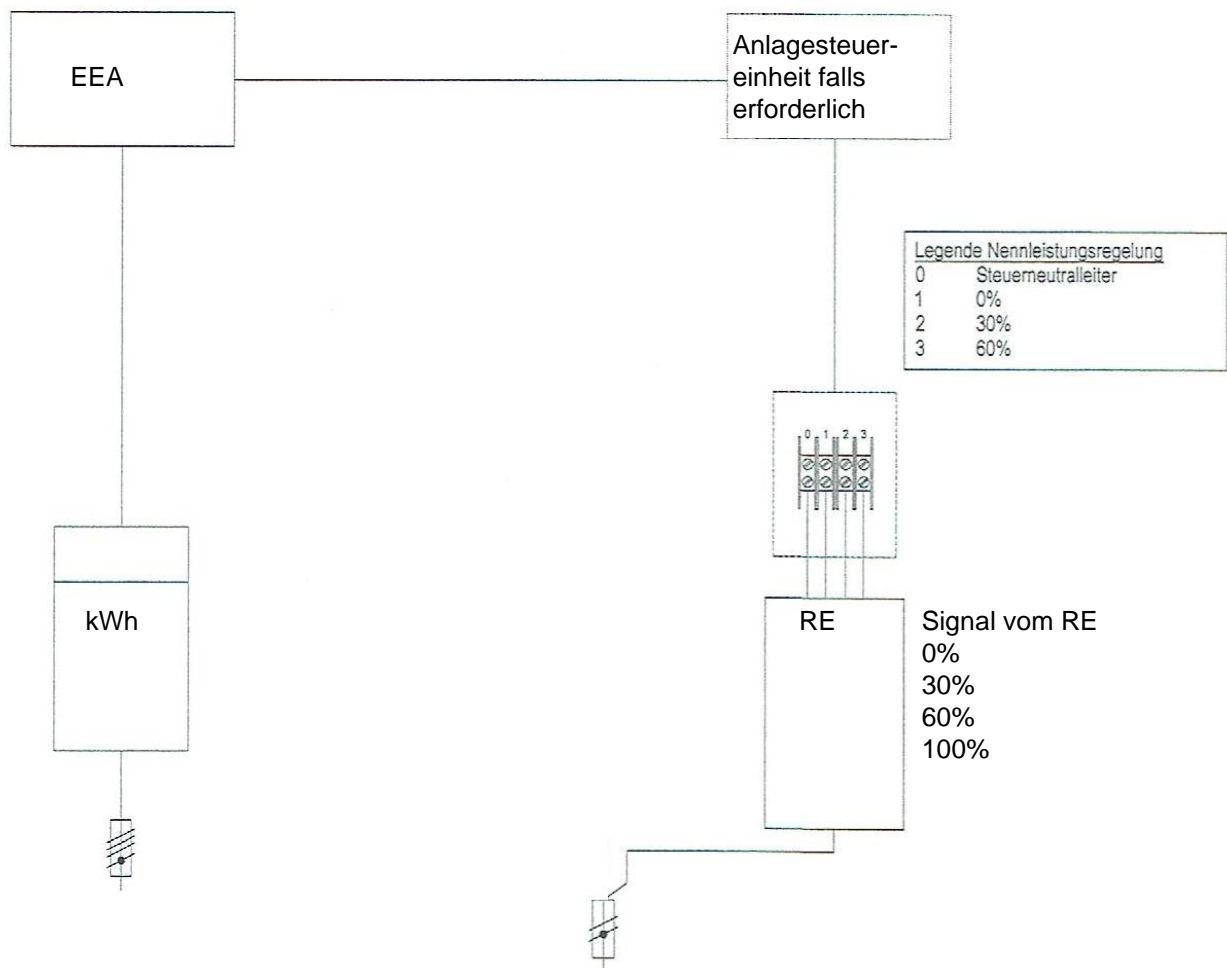 EEA
Anlagesteuer-
einheit falls
erforderlich
Legende Nennleistungsregelung
0 Steuerneutralleiter
1 0%
2 30%
3 60%
0 1 2 3
kWh
RE
Signal vom RE
0%
30%
60%
100%